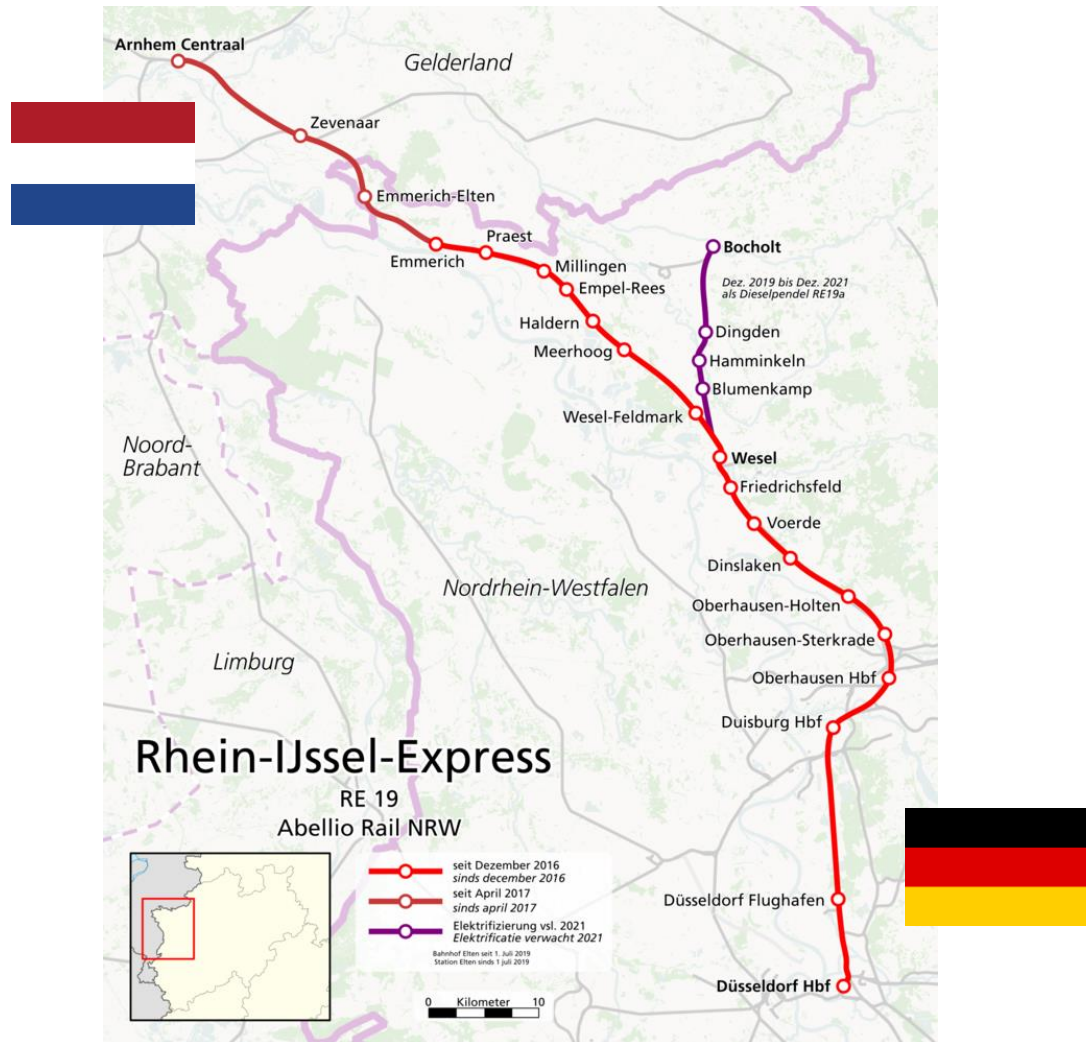 Arnhem Centraal
Gelderland
Zevenaar
Emmerich-Elten
Praest
Emmerich
Bocholt
Millingen
Dez. 2019 bis Dez. 2021
als Dieselpendel RE19a
Empel-Rees
Haldern
Dingden
Meerhoog
Hamminkeln
Blumenkamp
Wesel-Feldmark
Noord-
Brabant
Wesel
Friedrichsfeld
Voerde
Dinslaken
Nordrhein-Westfalen
Oberhausen-Holten
Oberhausen-Sterkrade
Limburg
Oberhausen Hbf
Duisburg Hbf
Rhein-IJssel-Express
RE 19
Abellio Rail NRW
seit Dezember 2016
sinds december 2016
seit April 2017
sinds april 2017
Elektrifizierung vsl. 2021
Elektrificatie verwacht 2021
Bahnhof Elten seit 1. Juli 2019
Station Elten sinds 1 juli 2019
Düsseldorf Flughafen
Düsseldorf Hbf
0 Kilometer 10